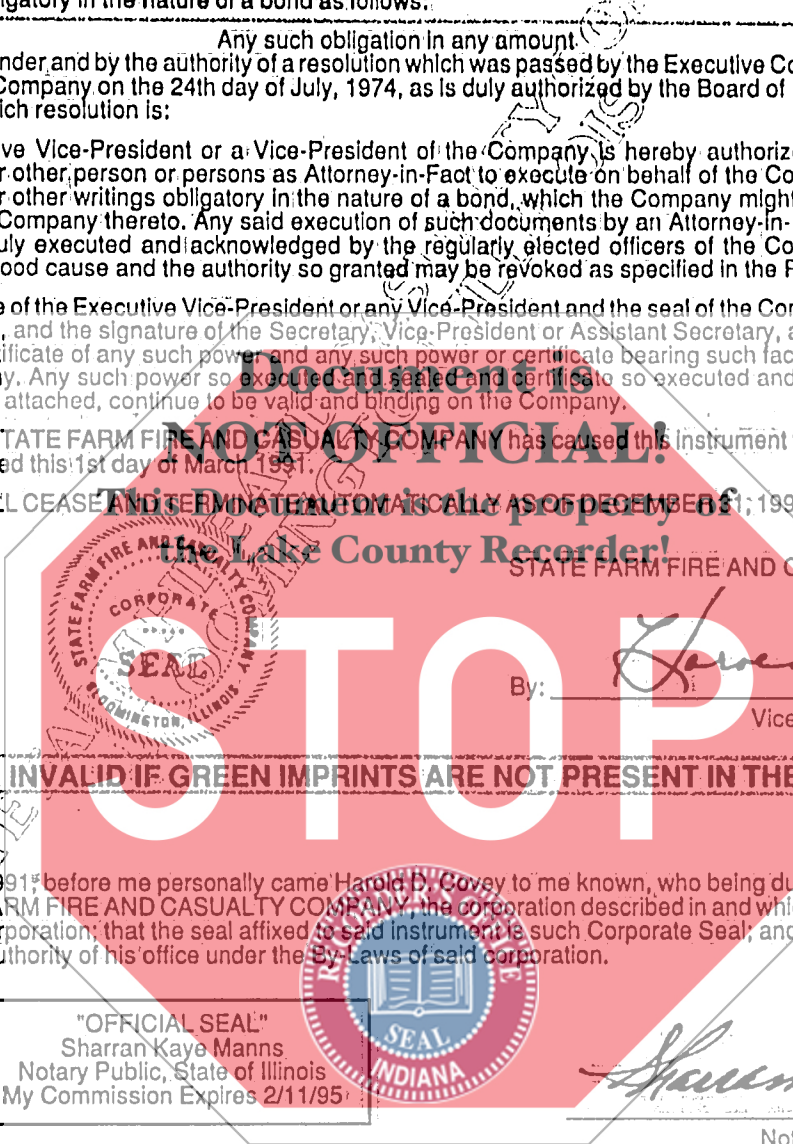 igatory in the nature of a bond as follows:
Any such obligation in any amount
nder and by the authority of a resolution which was passed by the Executive Co
Company on the 24th day of July, 1974, as is duly authorized by the Board of
ich resolution is:
ve Vice-President or a Vice-President of the Company is hereby authoriz
r other person or persons as Attorney-in-Fact to execute on behalf of the Co
r other writings obligatory in the nature of a bond, which the Company might
Company thereto. Any said execution of such documents by an Attorney-in-
uly executed and acknowledged by the regularly elected officers of the Co
ood cause and the authority so granted may be revoked as specified in the P
e of the Executive Vice-President or any Vice-President and the seal of the Cor
, and the signature of the Secretary, Vice-President or Assistant Secretary, a
ificate of any such power and any such power or certificate bearing such fac
y. Any such power so executed and sealed and certificate so executed and
attached, continue to be valid and binding on the Company.
Document is
NOT OFFICIAL!
TATE FARM FIRE AND CASUALTY COMPANY has caused this instrument
ed this 1st day of March 1991.
L CEASE AND TERMINATE AUTOMATICALLY AS OF DECEMBER 31, 199
This Document is the property of
the Lake County Recorder!
STATE FARM FIRE AND C
STATE FARM FIRE AND CASUALTY COMPANY
CORPORATE
SEAL
BLOOMINGTON, ILLINOIS
STOP
By:
Vice
INVALID IF GREEN IMPRINTS ARE NOT PRESENT IN THE
991, before me personally came Harold D. Covey to me known, who being du
ARM FIRE AND CASUALTY COMPANY, the corporation described in and whi
rporation; that the seal affixed to said instrument is such Corporate Seal; and
uthority of his office under the By-Laws of said corporation.
RECORDER'S OFFICE
SEAL
INDIANA
"OFFICIAL SEAL"
Sharran Kaye Manns
Notary Public, State of Illinois
My Commission Expires 2/11/95
Sharran
Not